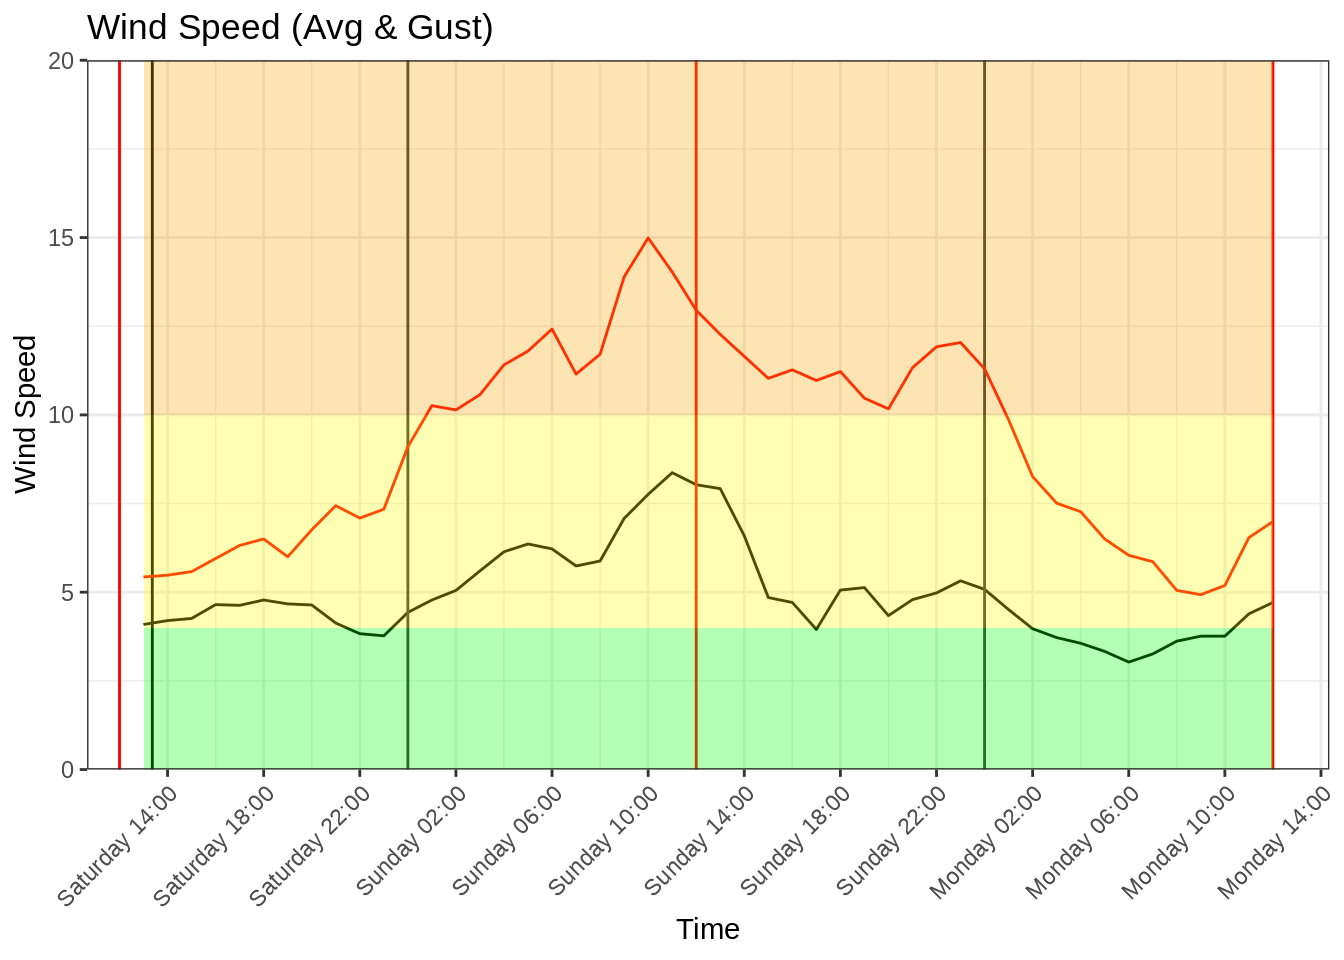 Wind Speed (Avg & Gust)
20
15
10
5
0
Wind Speed
Saturday 14:00
Saturday 18:00
Saturday 22:00
Sunday 02:00
Sunday 06:00
Sunday 10:00
Sunday 14:00
Sunday 18:00
Sunday 22:00
Monday 02:00
Monday 06:00
Monday 10:00
Monday 14:00
Time